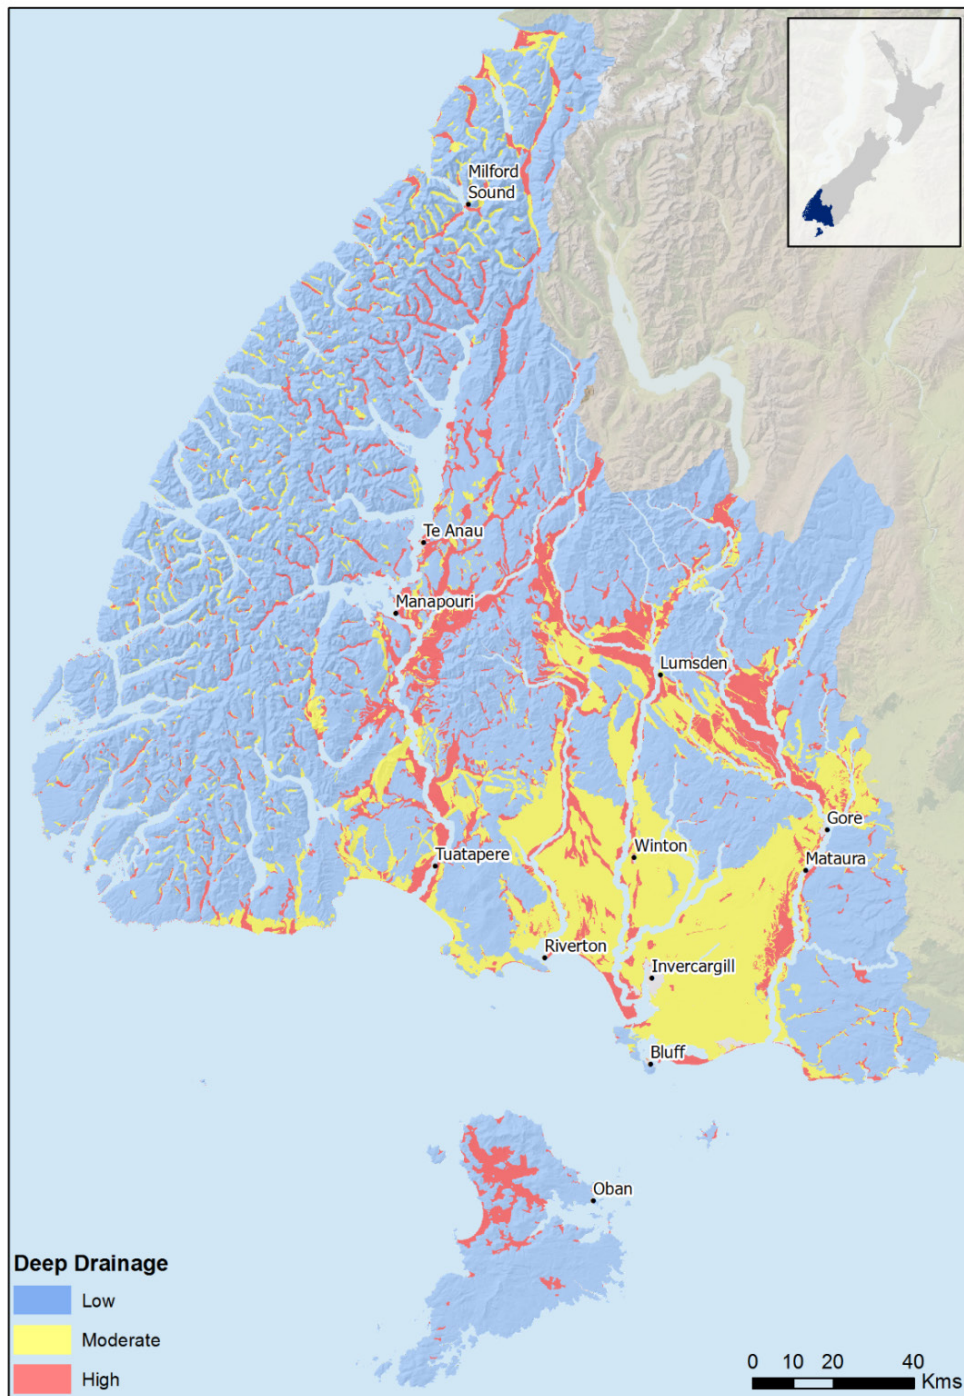 Milford
Sound
Te Anau
Manapouri
Lumsden
Gore
Winton
Mataura
Tuatapere
Riverton
Invercargill
Bluff
Oban
Deep Drainage
Low
Moderate
High
0 10 20 40
Kms